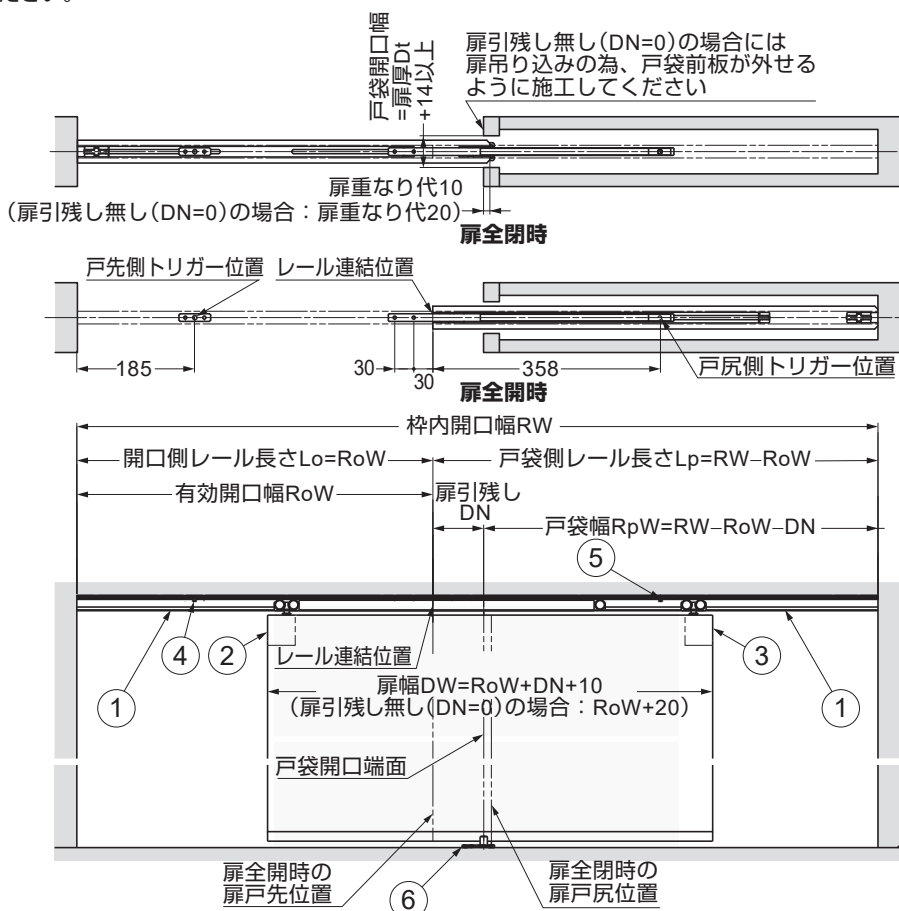 ださい。
戸袋開口幅
=扉厚Dt
+14以上
扉引残し無し(DN=0)の場合には
扉吊り込みの為、戸袋前板が外せる
ように施工してください
扉重なり代10
(扉引残し無し(DN=0)の場合：扉重なり代20)
扉全閉時
戸先側トリガー位置
レール連結位置
185
30
30
358
戸尻側トリガー位置
扉全開時
枠内開口幅RW
開口側レール長さLo=RoW
戸袋側レール長さLp=RW–RoW
有効開口幅RoW
扉引残し
DN
戸袋幅RpW=RW–RoW–DN
⑤
④
②
レール連結位置
③
①
扉幅DW=RoW+DN+10
(扉引残し無し(DN=0)の場合：RoW+20)
①
戸袋開口端面
扉全開時の
扉戸先位置
⑥
扉全閉時の
扉戸尻位置